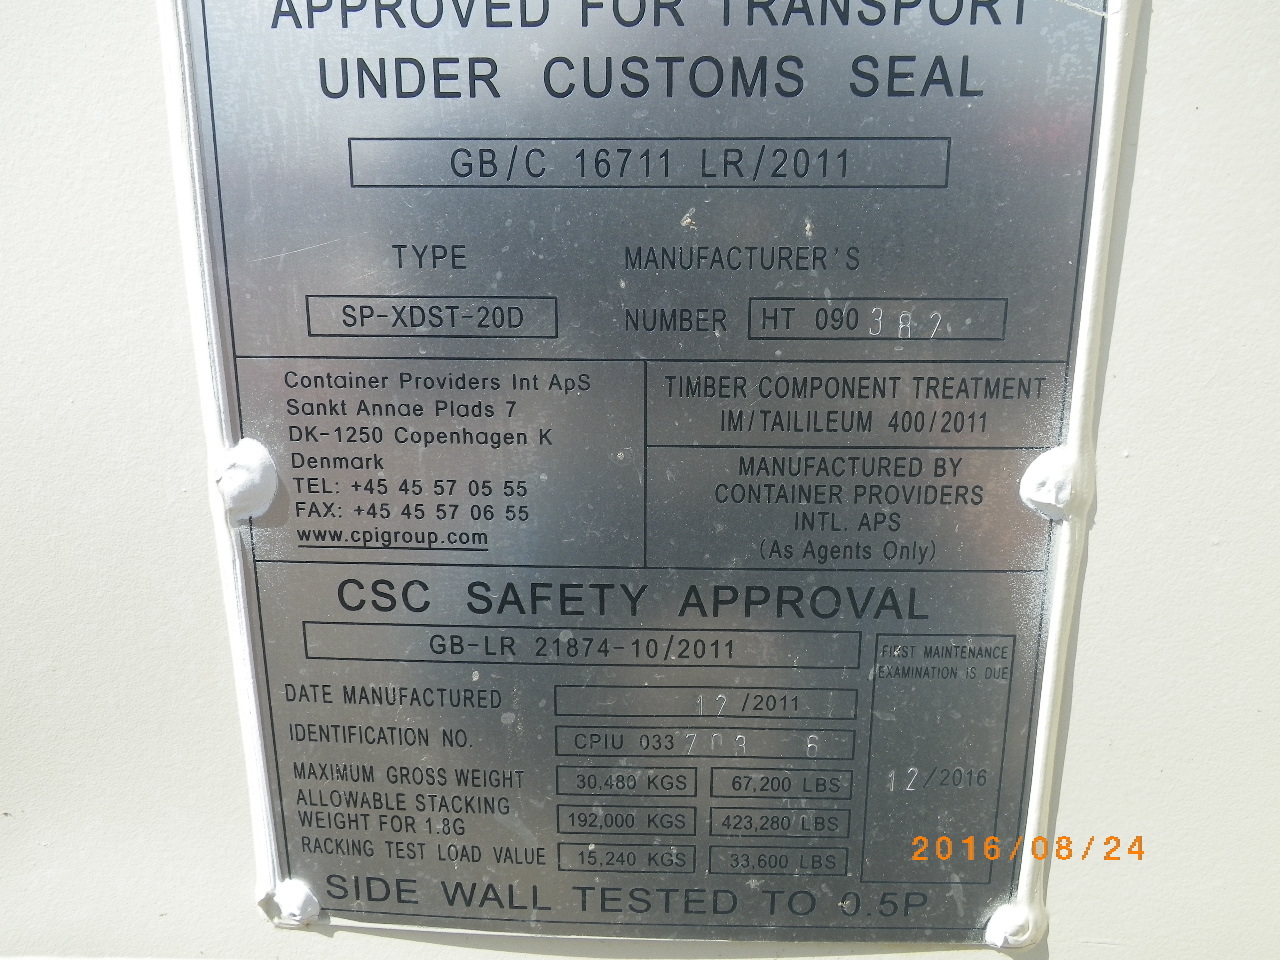 APPROVED FOR TRANSPORT
UNDER CUSTOMS SEAL
GB/C 16711 LR/2011
TYPE
MANUFACTURER'S
SP-XDST-20D
NUMBER
HT 090 382
Container Providers Int ApS
Sankt Annae Plads 7
DK-1250 Copenhagen K
Denmark
TEL: +45 45 57 05 55
FAX: +45 45 57 06 55
www.cpigroup.com
TIMBER COMPONENT TREATMENT
IM/TAILILEUM 400/2011
MANUFACTURED BY
CONTAINER PROVIDERS
INTL. APS
(As Agents Only)
CSC SAFETY APPROVAL
GB-LR 21874-10/2011
FIRST MAINTENANCE
EXAMINATION IS DUE
12/2016
DATE MANUFACTURED 12/2011
IDENTIFICATION NO. CPIU 033 703 6
MAXIMUM GROSS WEIGHT 30,480 KGS 67,200 LBS
ALLOWABLE STACKING
WEIGHT FOR 1.8G 192,000 KGS 423,280 LBS
RACKING TEST LOAD VALUE 15,240 KGS 33,600 LBS
SIDE WALL TESTED TO 0.5P
2016/08/24